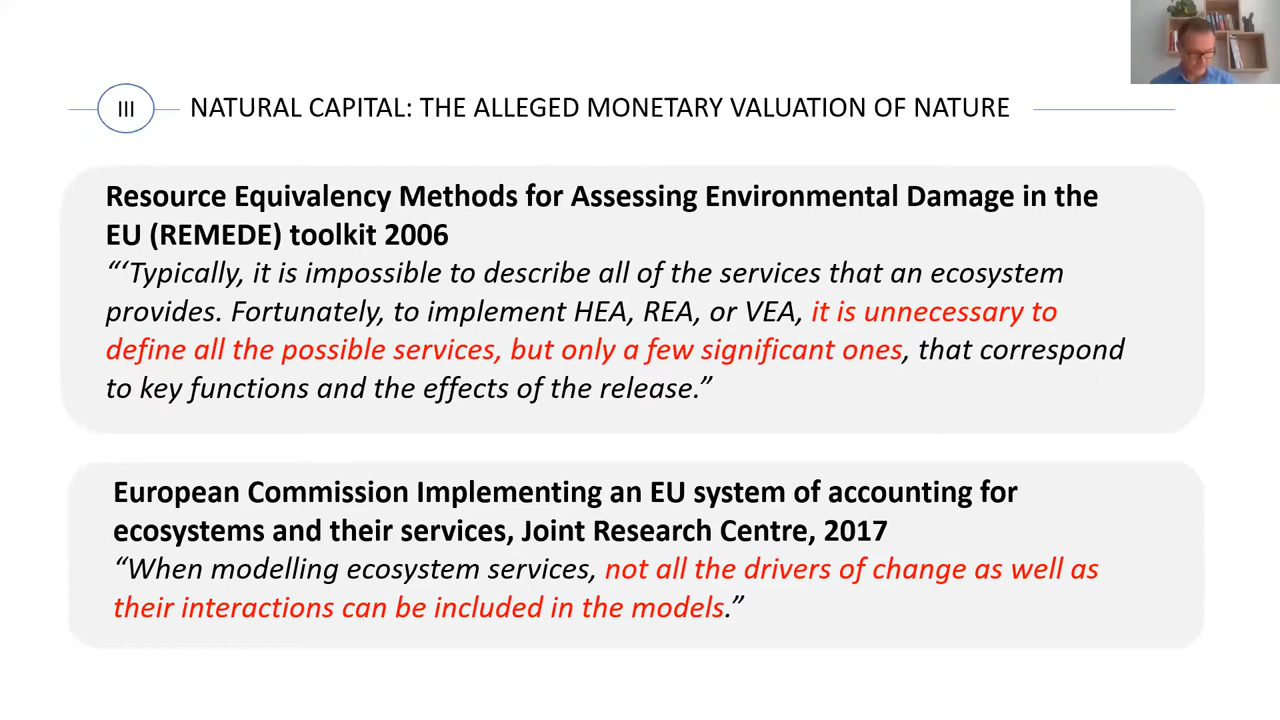 III
NATURAL CAPITAL: THE ALLEGED MONETARY VALUATION OF NATURE
Resource Equivalency Methods for Assessing Environmental Damage in the
EU (REMEDE) toolkit 2006
“‘Typically, it is impossible to describe all of the services that an ecosystem
provides. Fortunately, to implement HEA, REA, or VEA, it is unnecessary to
define all the possible services, but only a few significant ones, that correspond
to key functions and the effects of the release.”
European Commission Implementing an EU system of accounting for
ecosystems and their services, Joint Research Centre, 2017
“When modelling ecosystem services, not all the drivers of change as well as
their interactions can be included in the models.”